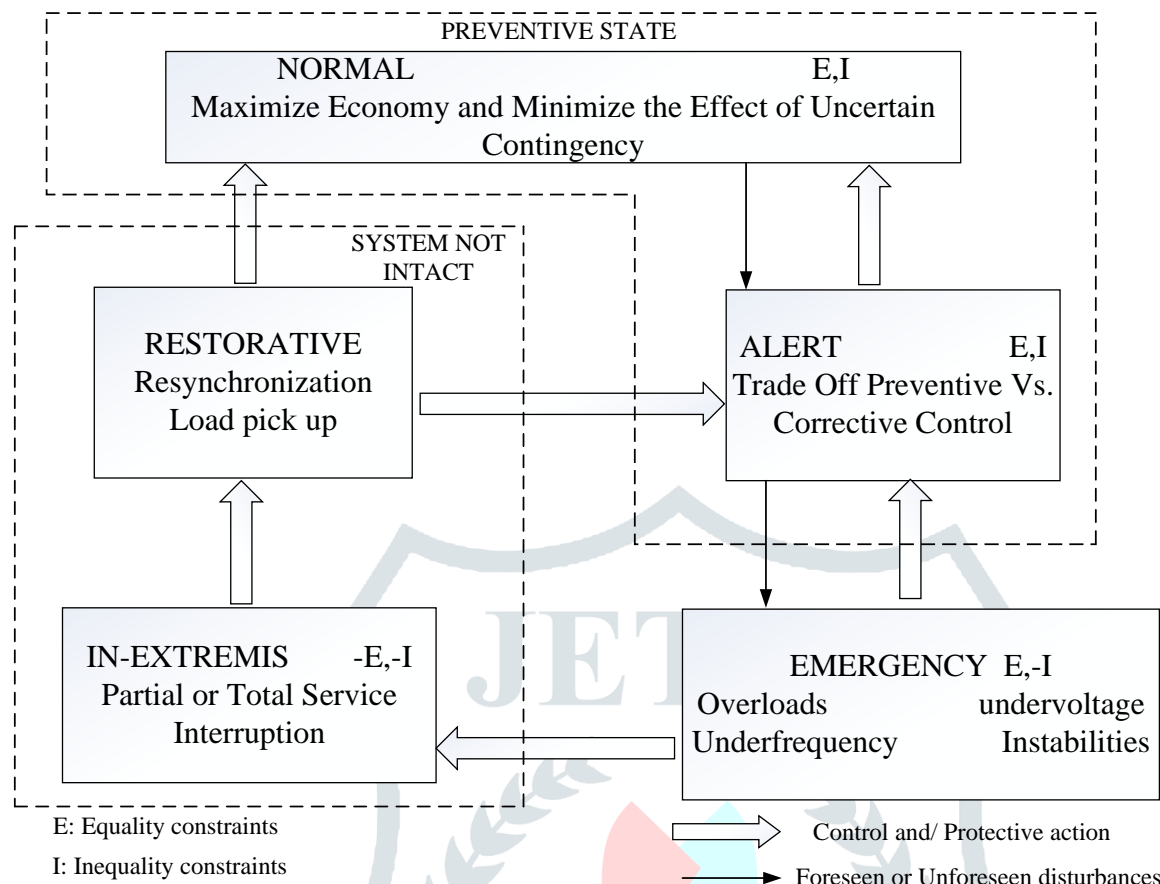 PREVENTIVE STATE
NORMAL E,I
Maximize Economy and Minimize the Effect of Uncertain
Contingency
SYSTEM NOT
INTACT
RESTORATIVE
Resynchronization
Load pick up
ALERT E,I
Trade Off Preventive Vs.
Corrective Control
IN-EXTREMIS -E,-I
Partial or Total Service
Interruption
EMERGENCY E,-I
Overloads undervoltage
Underfrequency Instabilities
E: Equality constraints
I: Inequality constraints
Control and/ Protective action
Foreseen or Unforeseen disturbances